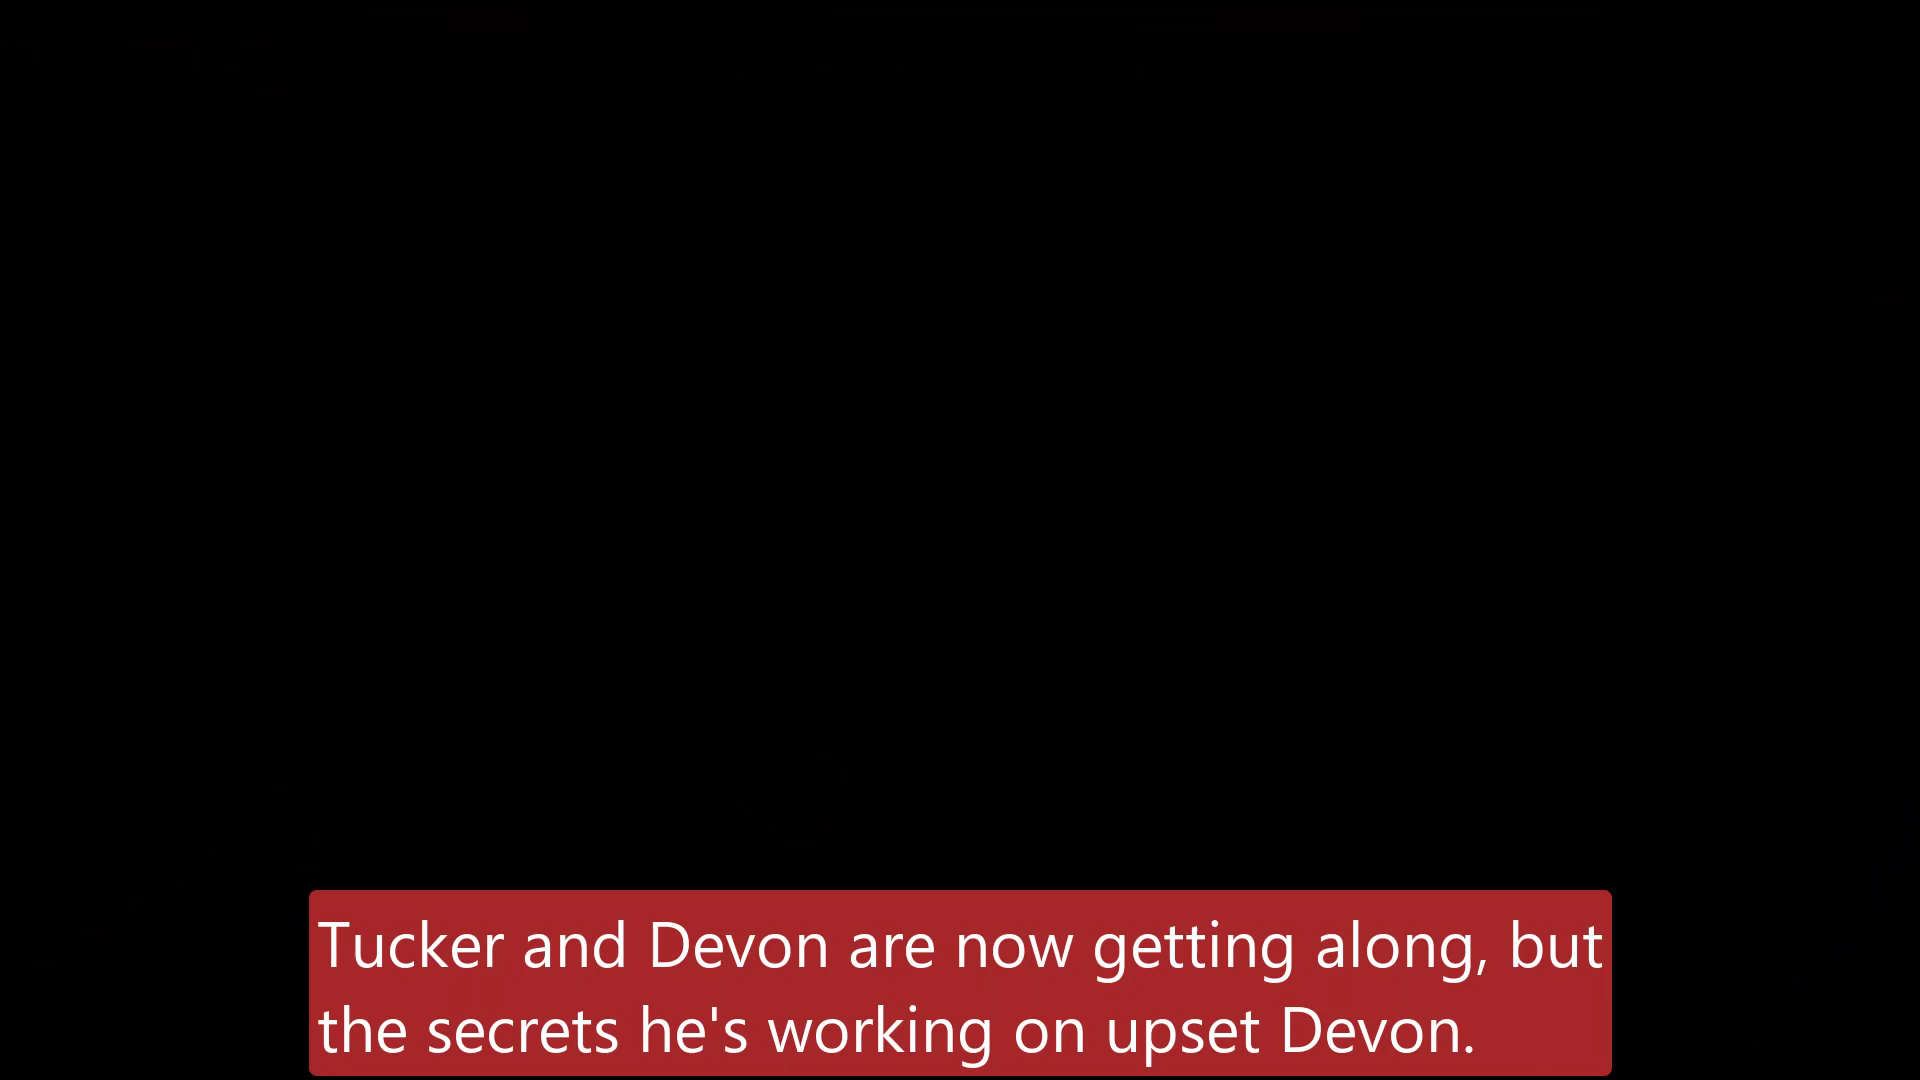 Tucker and Devon are now getting along, but
the secrets he's working on upset Devon.